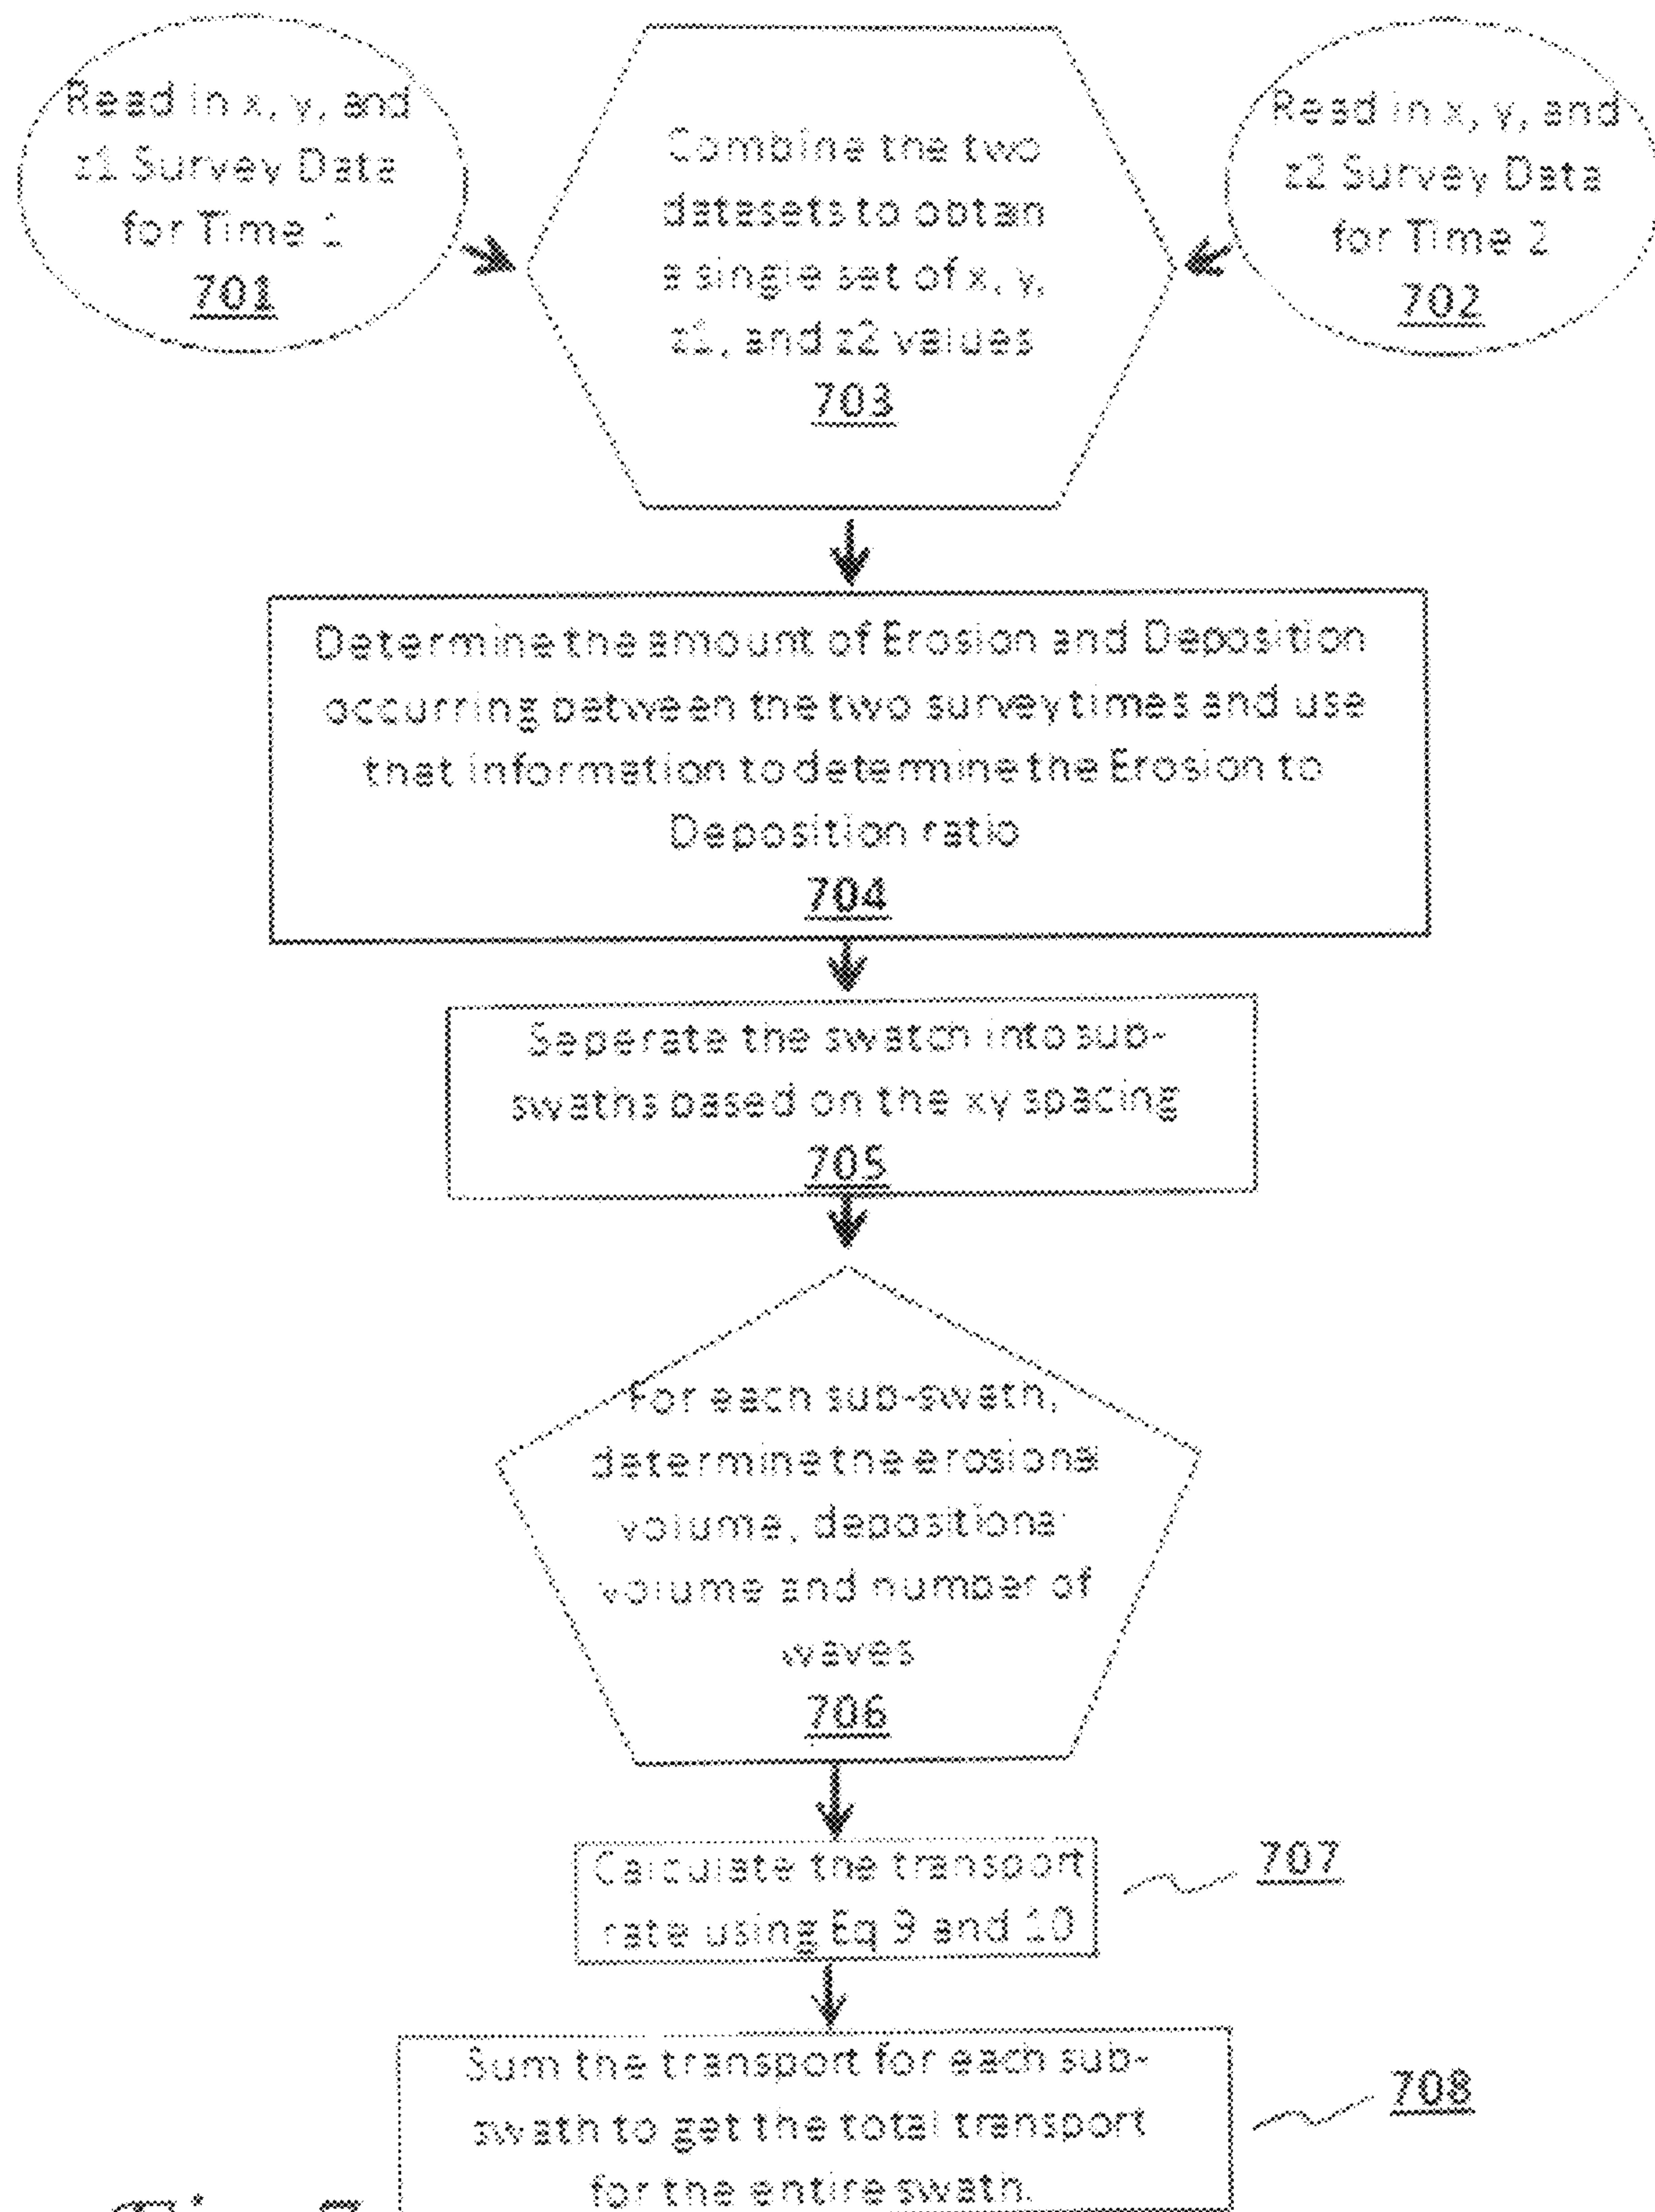 Read in x, y, and
z1 Survey Data
for Time 1
701
Combine the two
datasets to obtain
a single set of x, y,
z1, and z2 values
703
Read in x, y, and
z2 Survey Data
for Time 2
702
Determine the amount of Erosion and Deposition
occurring between the two survey times and use
that information to determine the Erosion to
Deposition ratio
704
Seperate the swatch into sub-
swaths based on the xy spacing
705
For each sub-swath,
determine the erosional
volume, depositional
volume and number of
waves
706
Calculate the transport
rate using Eq 9 and 10
707
Sum the transport for each sub-
swath to get the total transport
for the entire swath.
708